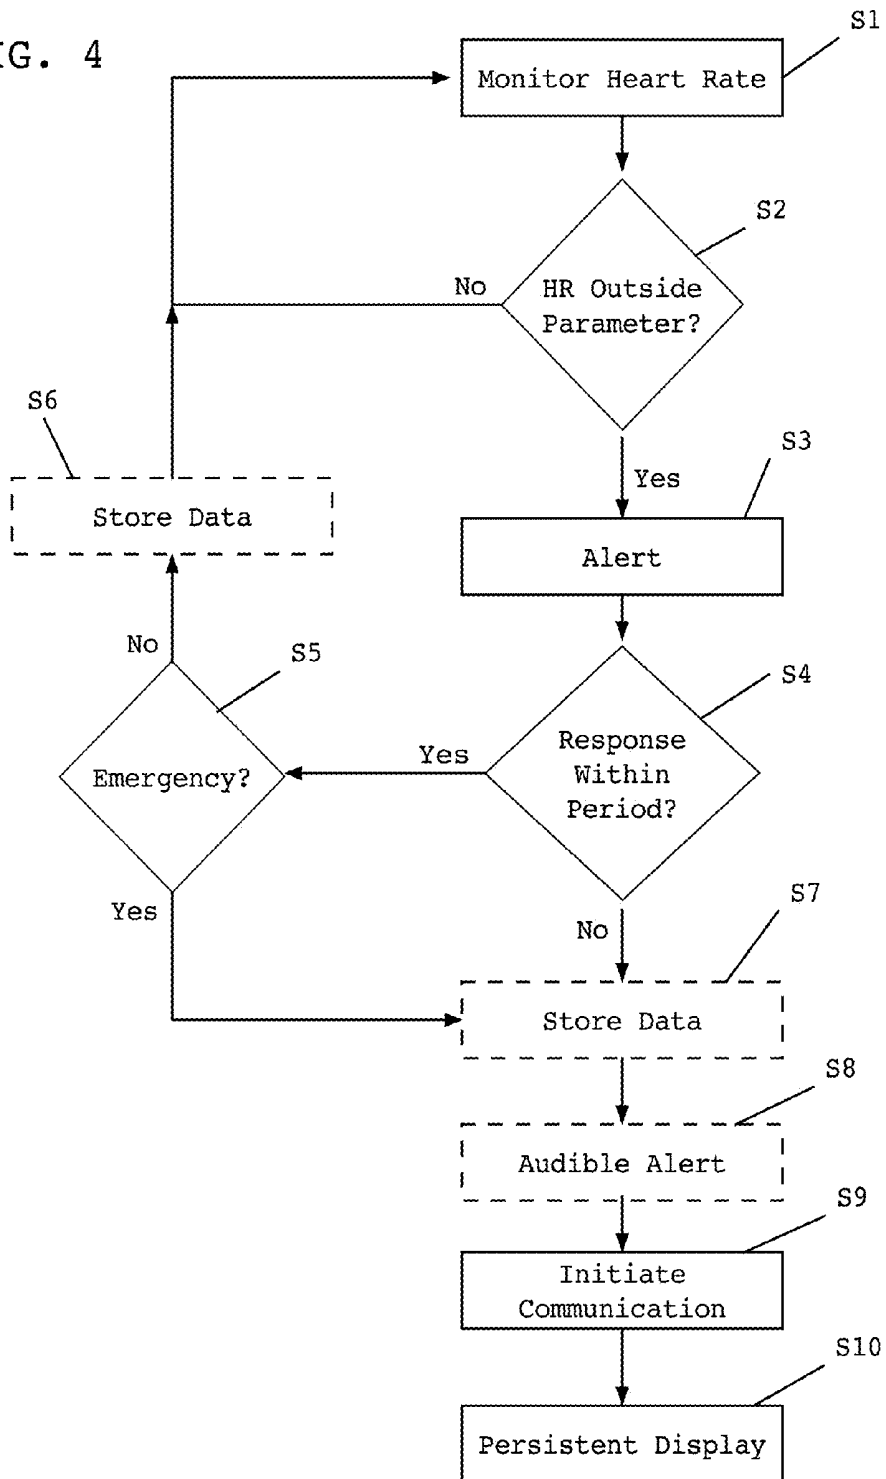 IG. 4
S1
Monitor Heart Rate
S2
No
HR Outside
Parameter?
S6
S3
Yes
Store Data
Alert
No
S5
S4
Yes
Response
Within
Period?
Emergency?
Yes
S7
No
Store Data
S8
Audible Alert
S9
Initiate
Communication
S10
Persistent Display